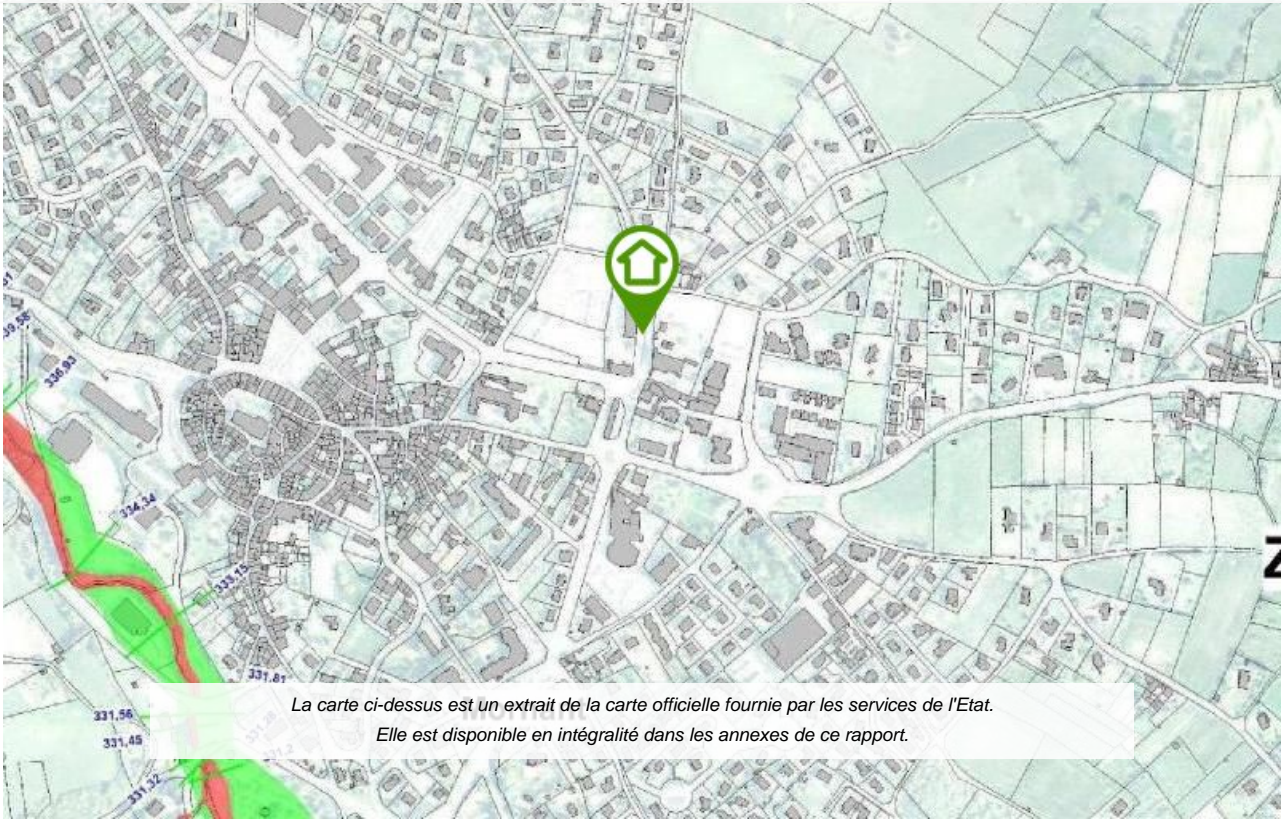 336,93
334,34
333,15
331,81
331,56
331,45
331,32
Z
Mornant
La carte ci-dessus est un extrait de la carte officielle fournie par les services de l'Etat.
Elle est disponible en intégralité dans les annexes de ce rapport.